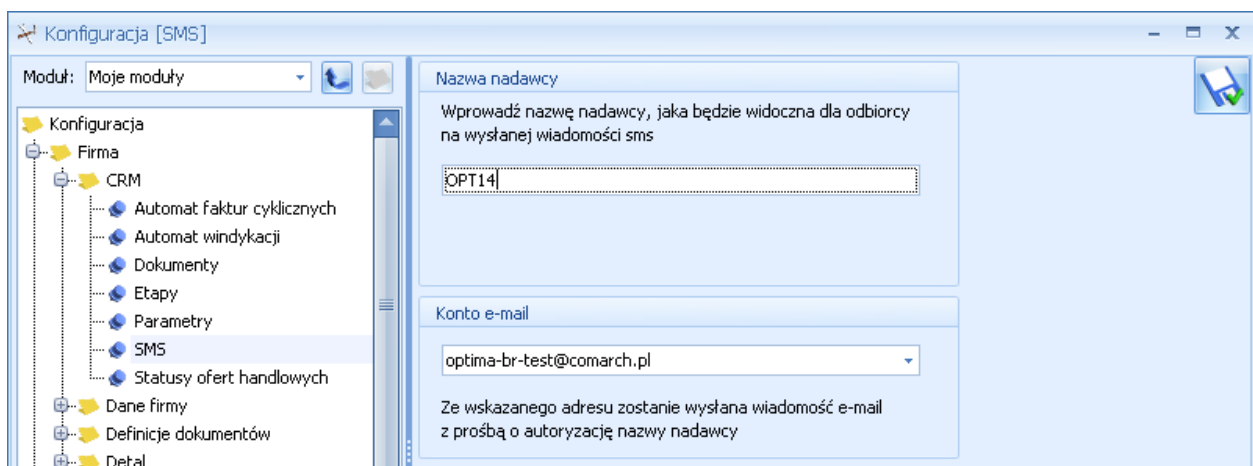 Konfiguracja [SMS]
Moduł: Moje moduły
Konfiguracja
Firma
CRM
Automat faktur cyklicznych
Automat windykacji
Dokumenty
Etapy
Parametry
SMS
Statusy ofert handlowych
Dane firmy
Definicje dokumentów
Detal
Nazwa nadawcy
Wprowadź nazwę nadawcy, jaka będzie widoczna dla odbiorcy
na wysłanej wiadomości sms
OPT14
Konto e-mail
optima-br-test@comarch.pl
Ze wskazanego adresu zostanie wysłana wiadomość e-mail
z prośbą o autoryzację nazwy nadawcy